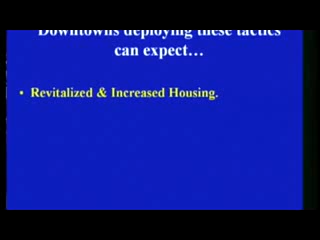 Downtowns deploying these tactics
can expect…
• Revitalized & Increased Housing.